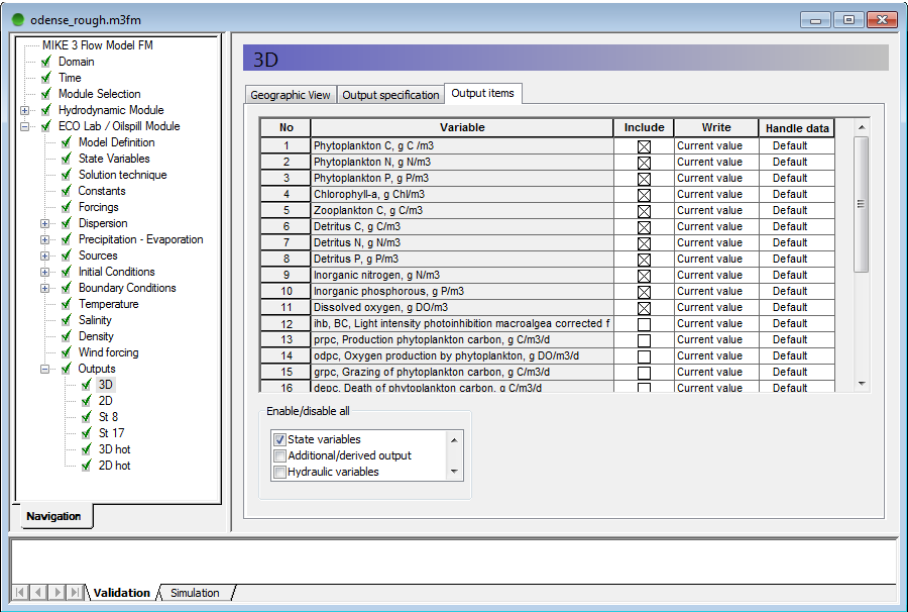 odense_rough.m3fm
MIKE 3 Flow Model FM
Domain
Time
Module Selection
Hydrodynamic Module
ECO Lab / Oilspill Module
Model Definition
State Variables
Solution technique
Constants
Forcings
Dispersion
Precipitation - Evaporation
Sources
Initial Conditions
Boundary Conditions
Temperature
Salinity
Density
Wind forcing
Outputs
3D
2D
St 8
St 17
3D hot
2D hot
Navigation
3D
Geographic View Output specification Output items
No Variable Include Write Handle data
1 Phytoplankton C, g C /m3 Current value Default
2 Phytoplankton N, g N/m3 Current value Default
3 Phytoplankton P, g P/m3 Current value Default
4 Chlorophyll-a, g Chl/m3 Current value Default
5 Zooplankton C, g C/m3 Current value Default
6 Detritus C, g C/m3 Current value Default
7 Detritus N, g N/m3 Current value Default
8 Detritus P, g P/m3 Current value Default
9 Inorganic nitrogen, g N/m3 Current value Default
10 Inorganic phosphorous, g P/m3 Current value Default
11 Dissolved oxygen, g DO/m3 Current value Default
12 ihb, BC, Light intensity photoinhibition macroalgea corrected f Current value Default
13 prpc, Production phytoplankton carbon, g C/m3/d Current value Default
14 odpc, Oxygen production by phytoplankton, g DO/m3/d Current value Default
15 grpc, Grazing of phytoplankton carbon, g C/m3/d Current value Default
16 depc, Death of phytoplankton carbon, g C/m3/d Current value Default
Enable/disable all
State variables
Additional/derived output
Hydraulic variables
Validation Simulation